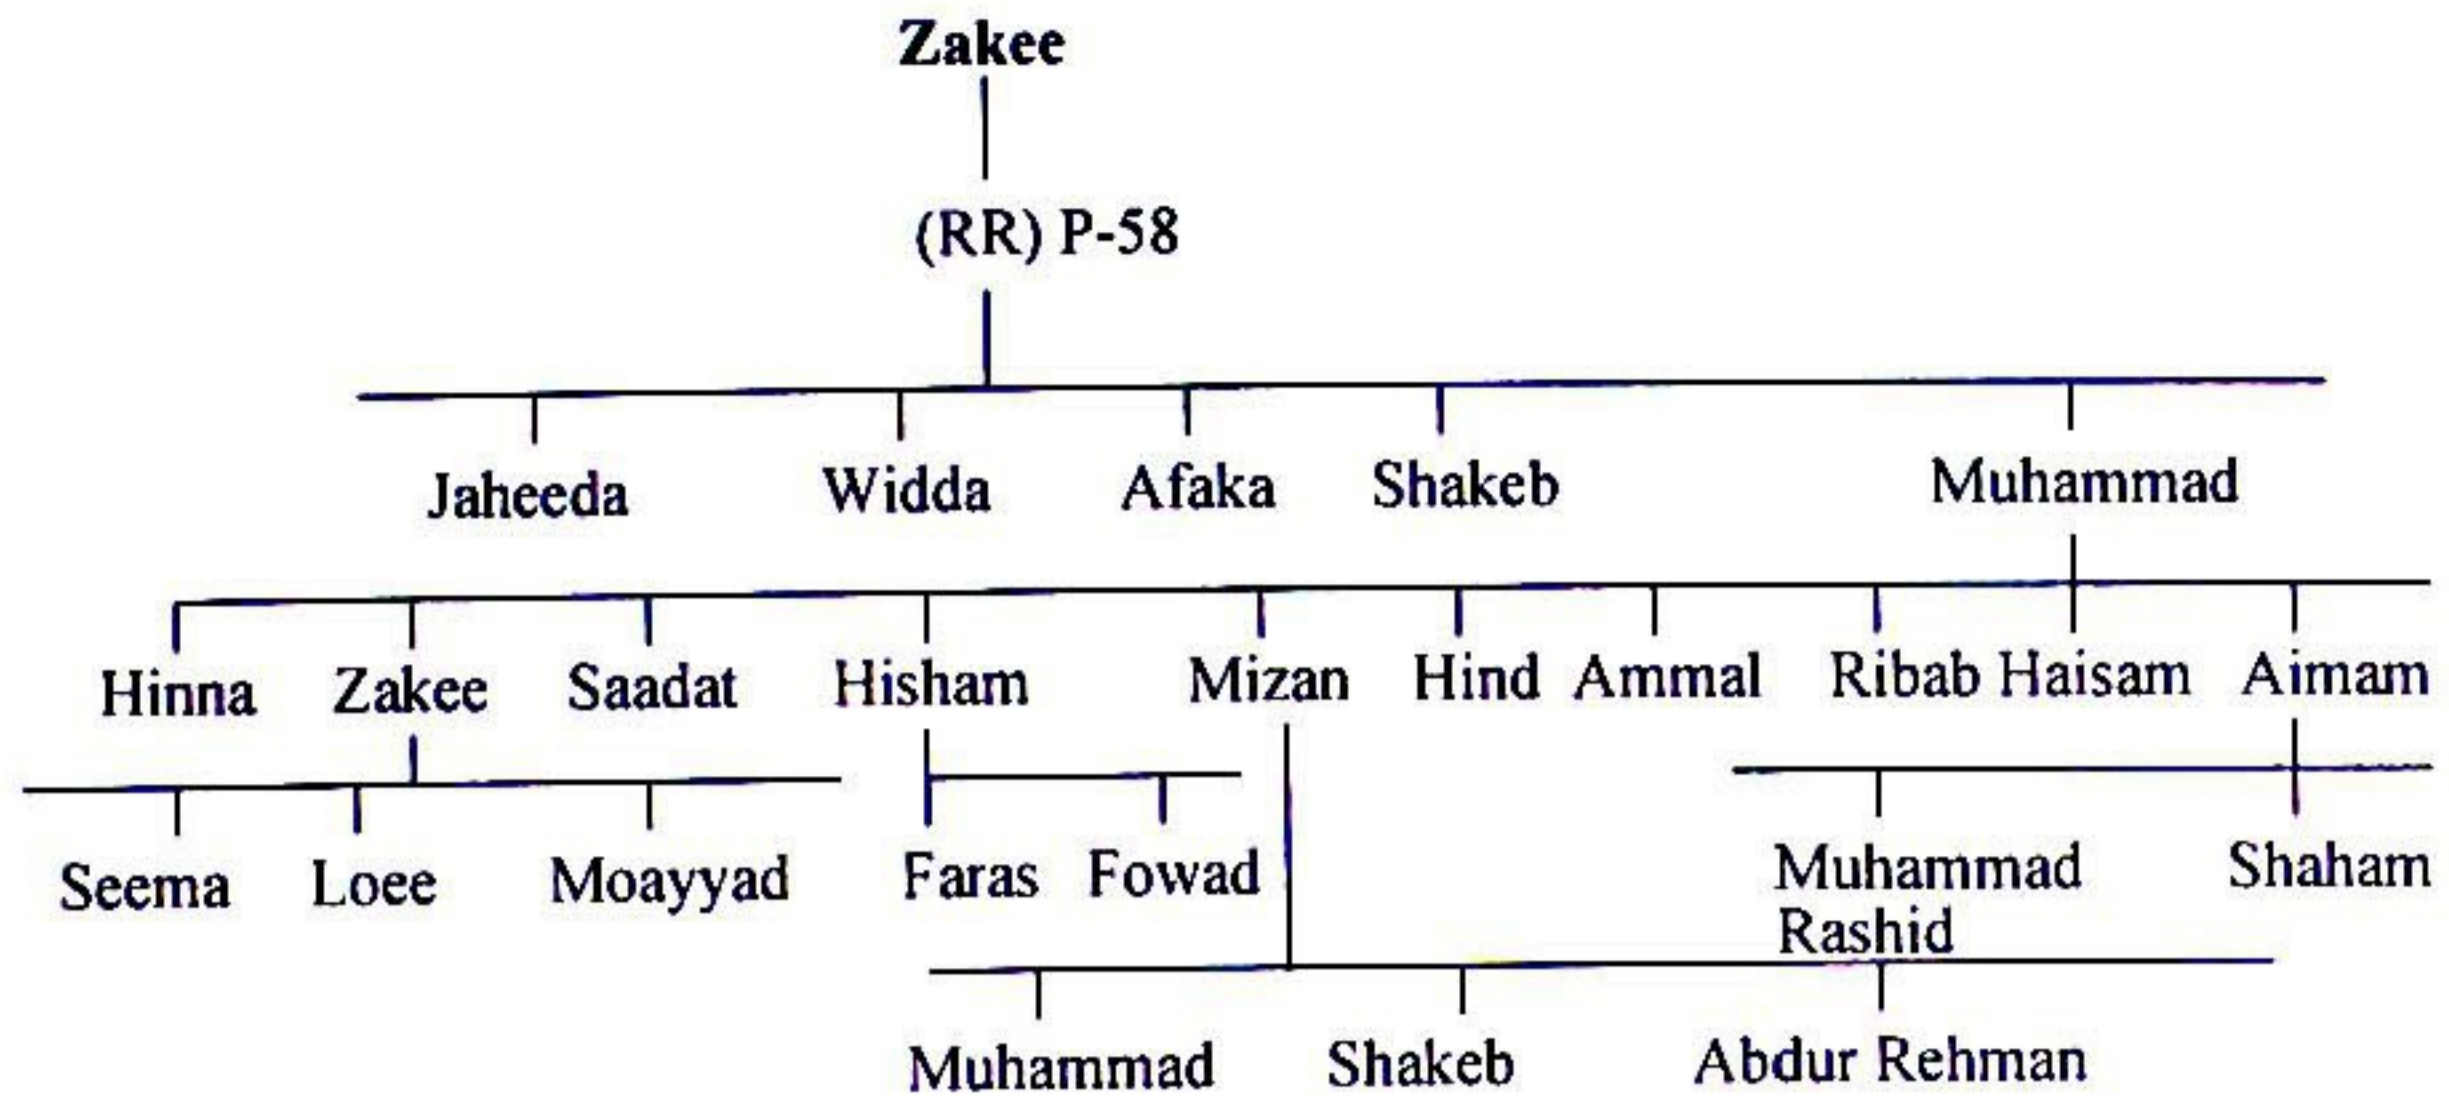 Zakee
(RR) P-58
Jaheeda Widda Afaka Shakeb Muhammad
Hinna Zakee Saadat Hisham Mizan Hind Ammal Ribab Haisam Aimam
Seema Loee Moayyad Faras Fowad Muhammad Shaham
Rashid
Muhammad Shakeb Abdur Rehman